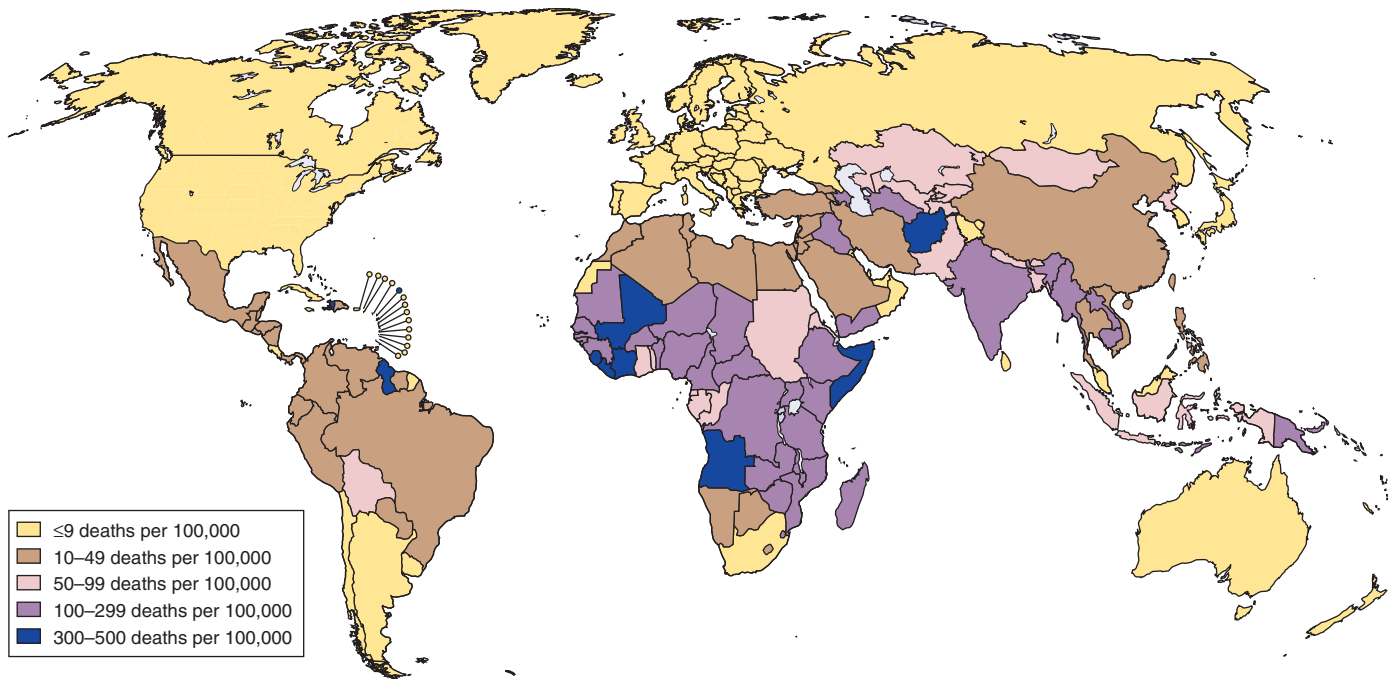 ≤9 deaths per 100,000
10–49 deaths per 100,000
50–99 deaths per 100,000
100–299 deaths per 100,000
300–500 deaths per 100,000